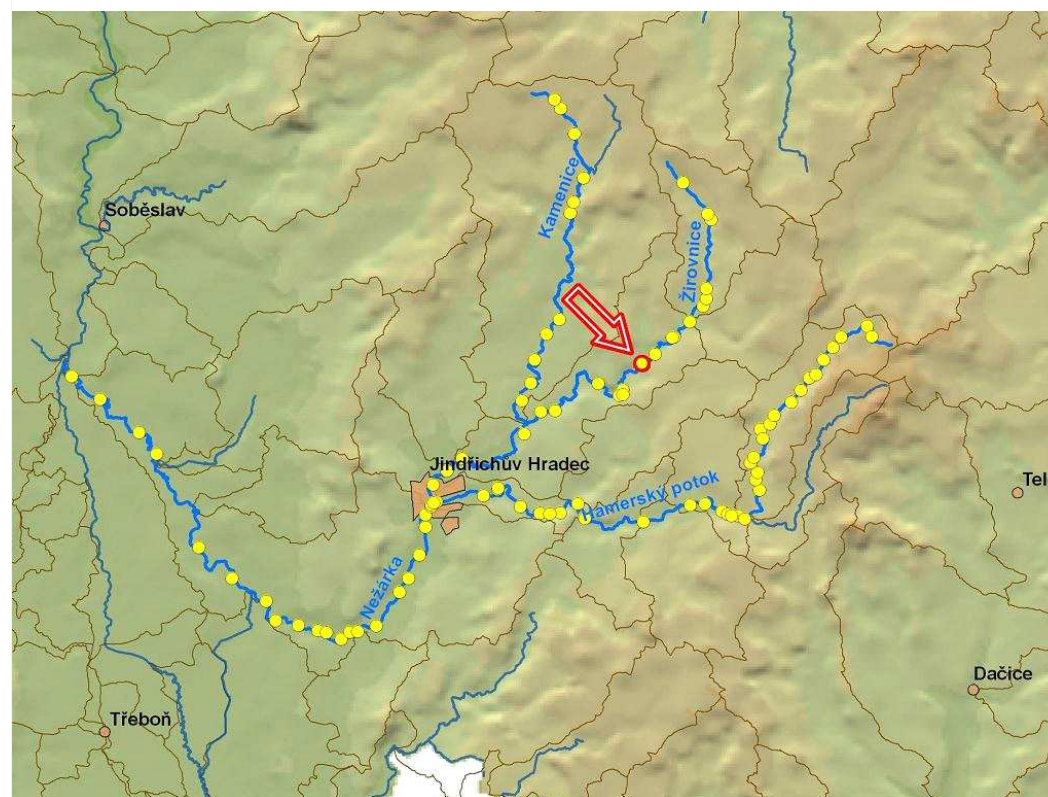 Kamenice
Soběslav
Žirovnice
Jindřichův Hradec
Tel
Hamerský potok
Nežárka
Dačice
Třeboň